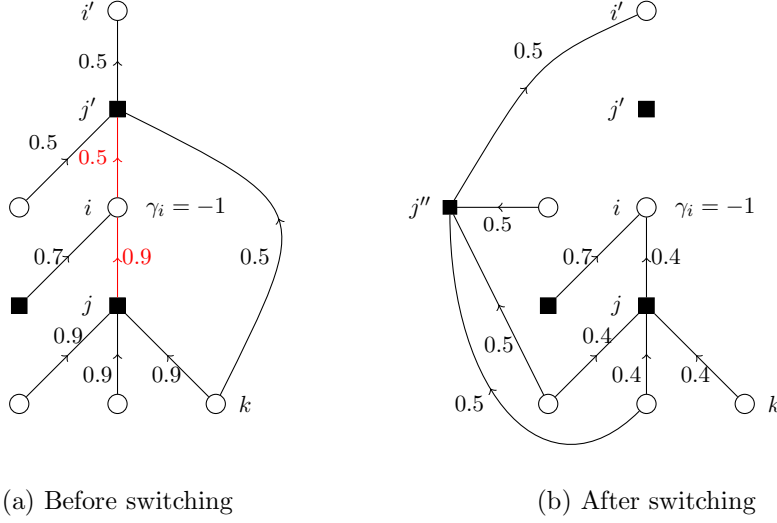 i′ i′
0.5 0.5
j′ j′
0.5 0.5
i γi = −1 j′′ 0.5 i γi = −1
0.7 0.9 0.5 0.7 0.4
j j
0.9 0.9 0.9 0.5 0.4 0.4 0.4
k 0.5 k
(a) Before switching (b) After switching